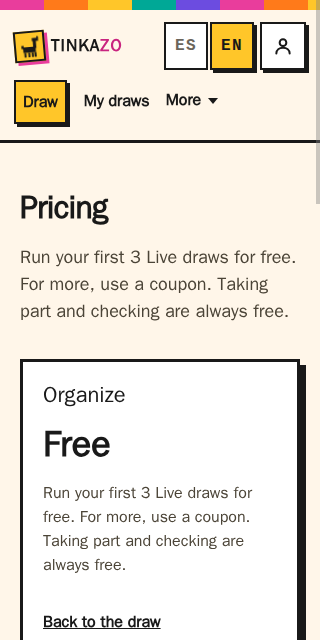 TINKAZO
ES
EN
Draw
My draws
More
Pricing
Run your first 3 Live draws for free.
For more, use a coupon. Taking
part and checking are always free.
Organize
Free
Run your first 3 Live draws for
free. For more, use a coupon.
Taking part and checking are
always free.
Back to the draw